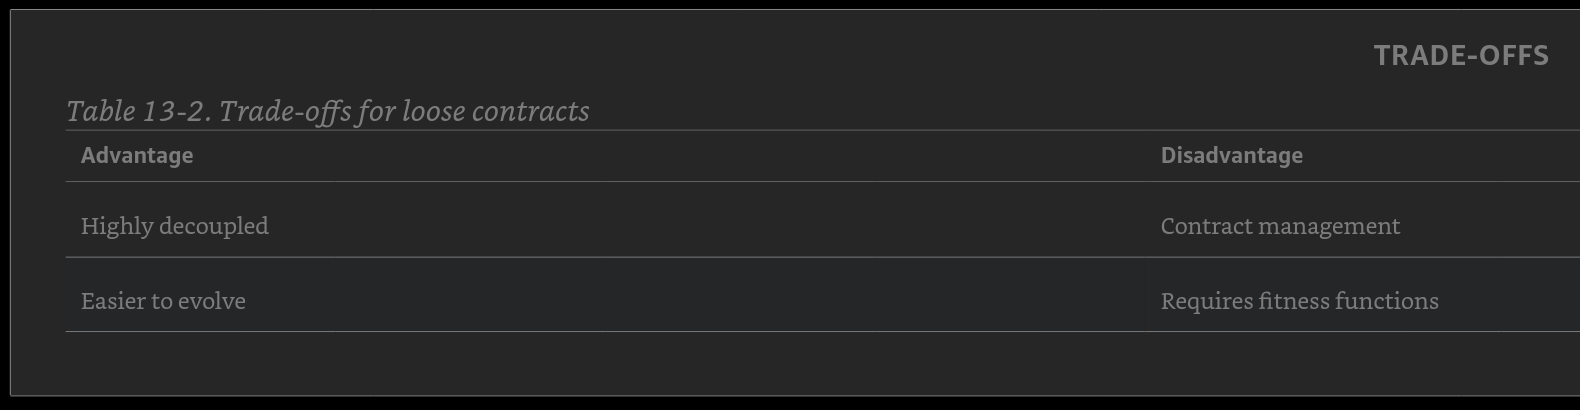 TRADE-OFFS
Table 13-2. Trade-offs for loose contracts
Advantage Disadvantage
Highly decoupled Contract management
Easier to evolve Requires fitness functions